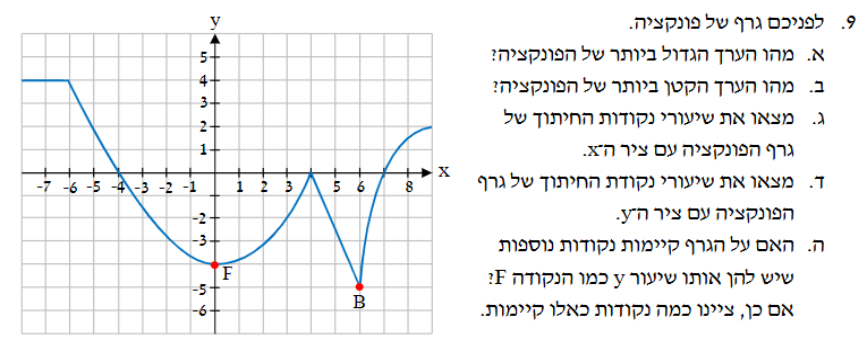 9. לפניכם גרף של פונקציה.
א. מהו הערך הגדול ביותר של הפונקציה?
ב. מהו הערך הקטן ביותר של הפונקציה?
ג. מצאו את שיעורי נקודות החיתוך של
גרף הפונקציה עם ציר ה־x.
ד. מצאו את שיעורי נקודת החיתוך של גרף
הפונקציה עם ציר ה־y.
ה. האם על הגרף קיימות נקודות נוספות
שיש להן אותו שיעור y כמו הנקודה F?
אם כן, ציינו כמה נקודות כאלו קיימות.
y
5
4
3
2
1
x
-7 -6 -5 -4 -3 -2 -1 1 2 3 5 6 8
-2
-3
F
-5
B
-6